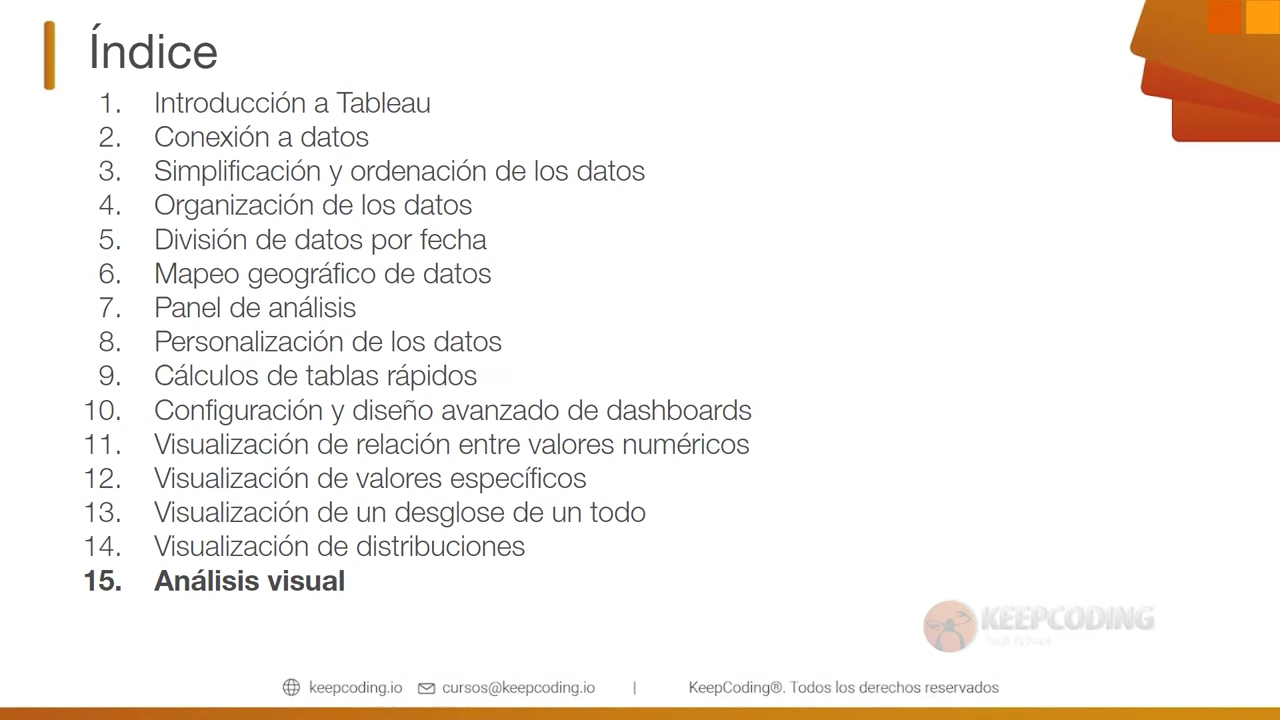 Índice
1. Introducción a Tableau
2. Conexión a datos
3. Simplificación y ordenación de los datos
4. Organización de los datos
5. División de datos por fecha
6. Mapeo geográfico de datos
7. Panel de análisis
8. Personalización de los datos
9. Cálculos de tablas rápidos
10. Configuración y diseño avanzado de dashboards
11. Visualización de relación entre valores numéricos
12. Visualización de valores específicos
13. Visualización de un desglose de un todo
14. Visualización de distribuciones
15. Análisis visual
KEEPCODING
Tech School
keepcoding.io cursos@keepcoding.io | KeepCoding®. Todos los derechos reservados